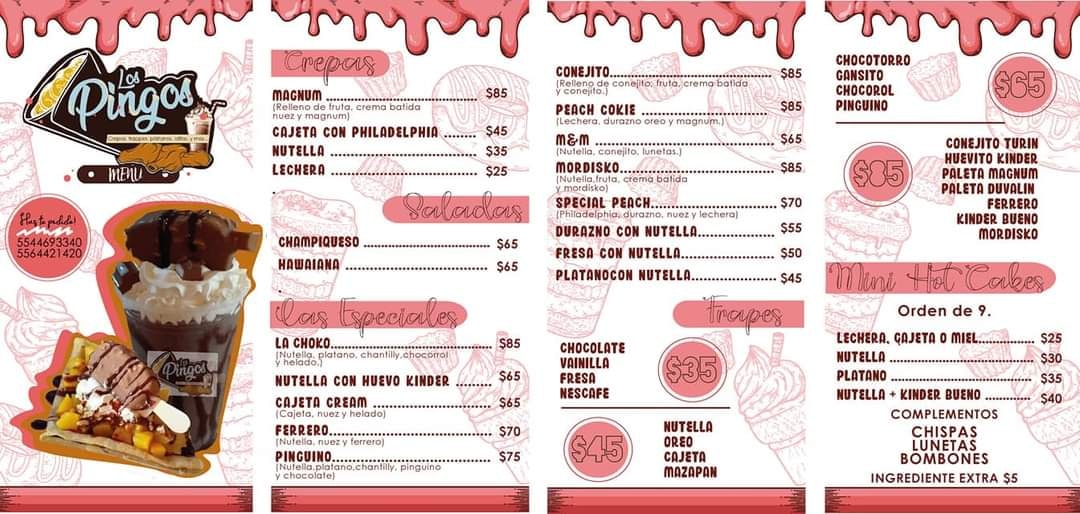 Los
Pingos
Crepas, frappes, platanos, alitas, y mas...
MENU
¡Haz tu pedido!
5544693340
5564421420
Los
Pingos
Crepas
MAGNUM ........ $85
(Relleno de fruta, crema batida
nuez y magnum)
CAJETA CON PHILADELPHIA ........ $45
NUTELLA ........ $35
LECHERA ........ $25
Saladas
CHAMPIQUESO ........ $65
HAWAIANA ........ $65
Las Especiales
LA CHOKO ........ $85
(Nutella, platano, chantilly,chocorrol
y helado.)
NUTELLA CON HUEVO KINDER ........ $65
CAJETA CREAM ........ $65
(Cajeta, nuez y helado)
FERRERO ........ $70
(Nutella, nuez y ferrero)
PINGUINO ........ $75
(Nutella,platano,chantilly, pinguino
y chocolate)
CONEJITO ........ $85
(Relleno de conejito, fruta, crema batida
y conejito.)
PEACH COKIE ........ $85
(Lechera, durazno oreo y magnum.)
M&M ........ $65
(Nutella, conejito, lunetas.)
MORDISKO ........ $85
(Nutella,fruta, crema batida
y mordisko)
SPECIAL PEACH ........ $70
(Philadelphia, durazno, nuez y lechera)
DURAZNO CON NUTELLA ........ $55
FRESA CON NUTELLA ........ $50
PLATANOCON NUTELLA ........ $45
Frapes
CHOCOLATE
VAINILLA
FRESA
NESCAFE
$35
$45
NUTELLA
OREO
CAJETA
MAZAPAN
CHOCOTORRO
GANSITO
CHOCOROL
PINGUINO
$65
$85
CONEJITO TURIN
HUEVITO KINDER
PALETA MAGNUM
PALETA DUVALIN
FERRERO
KINDER BUENO
MORDISKO
Mini Hot Cakes
Orden de 9.
LECHERA, CAJETA O MIEL ........ $25
NUTELLA ........ $30
PLATANO ........ $35
NUTELLA + KINDER BUENO ........ $40
COMPLEMENTOS
CHISPAS
LUNETAS
BOMBONES
INGREDIENTE EXTRA $5